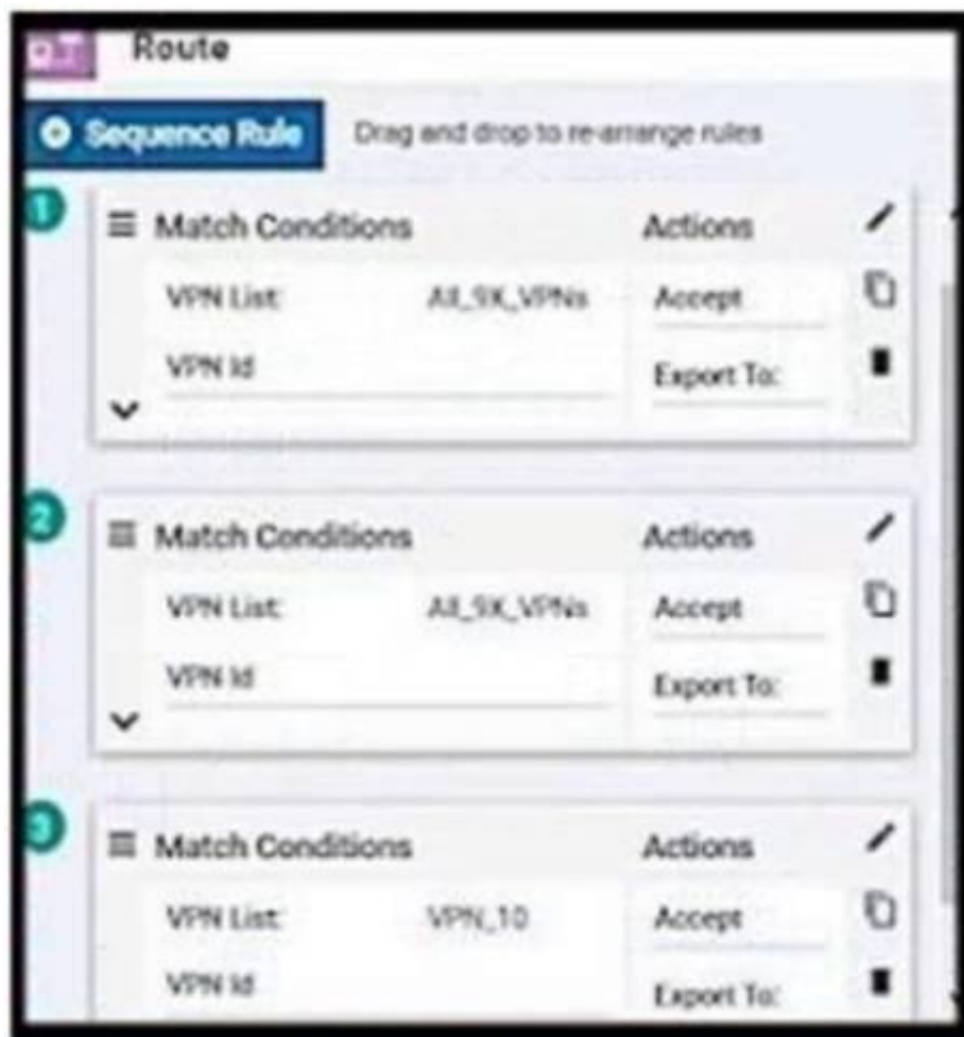 Route
Sequence Rule Drag and drop to re-arrange rules
1
Match Conditions Actions
VPN List: All_9X_VPNs Accept
VPN Id Export To:
2
Match Conditions Actions
VPN List: All_9X_VPNs Accept
VPN Id Export To:
3
Match Conditions Actions
VPN List: VPN_10 Accept
VPN Id Export To: